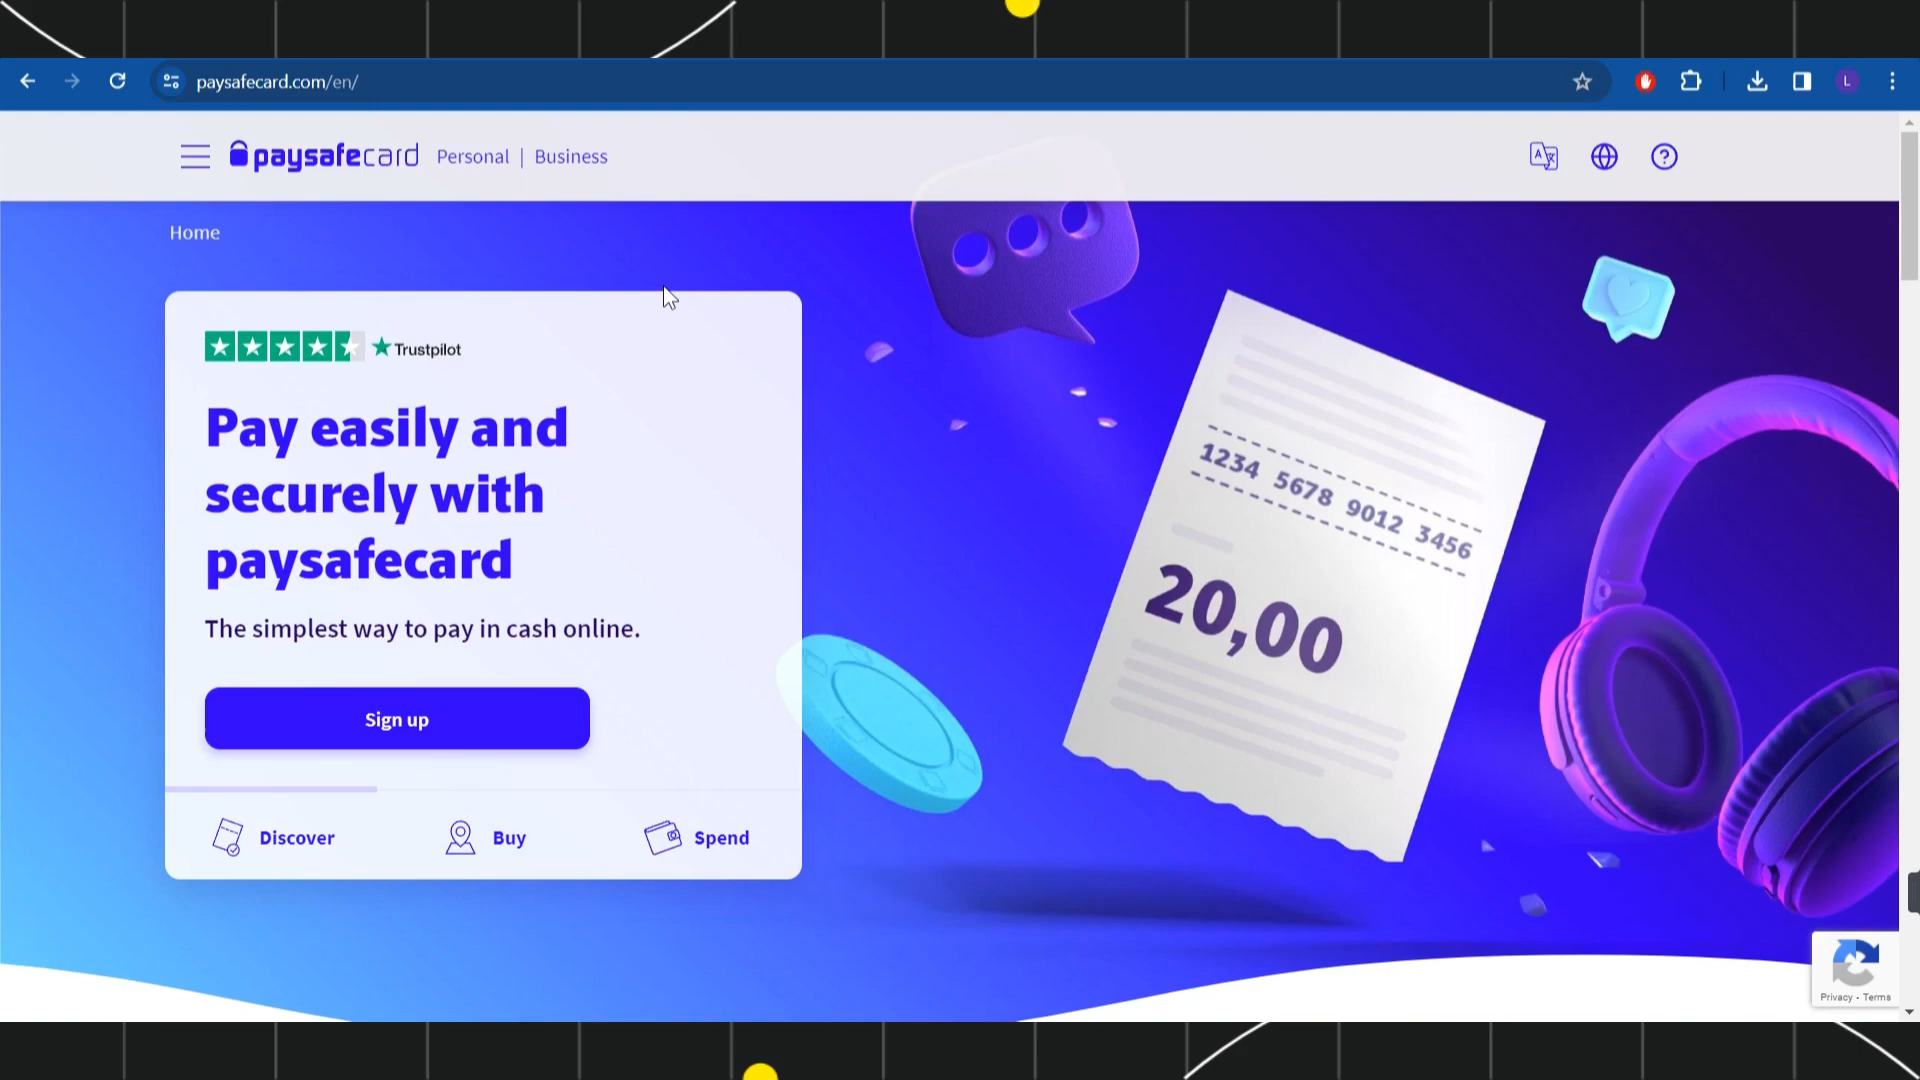 paysafecard.com/en/
L
paysafecard Personal | Business
Home
Trustpilot
Pay easily and
securely with
paysafecard
The simplest way to pay in cash online.
Sign up
Discover Buy Spend
1234 5678 9012 3456
20,00
Privacy - Terms